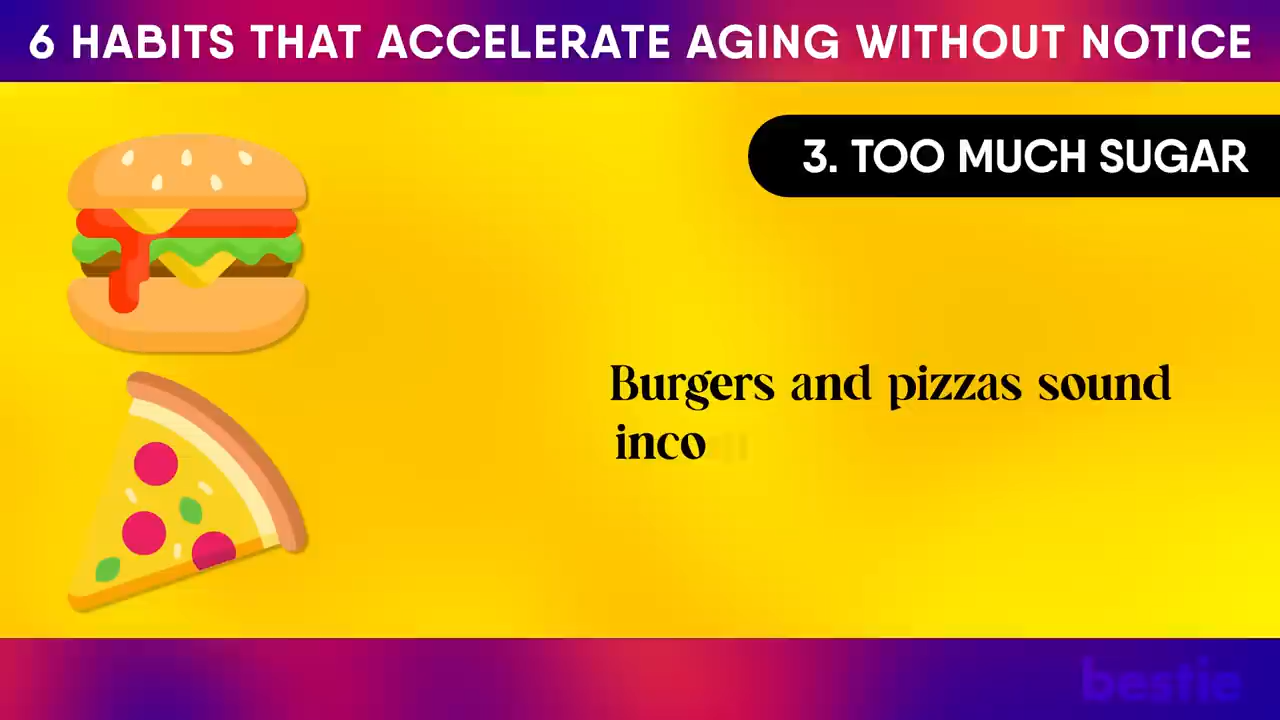 6 HABITS THAT ACCELERATE AGING WITHOUT NOTICE
3. TOO MUCH SUGAR
Burgers and pizzas sound
inco
bestie